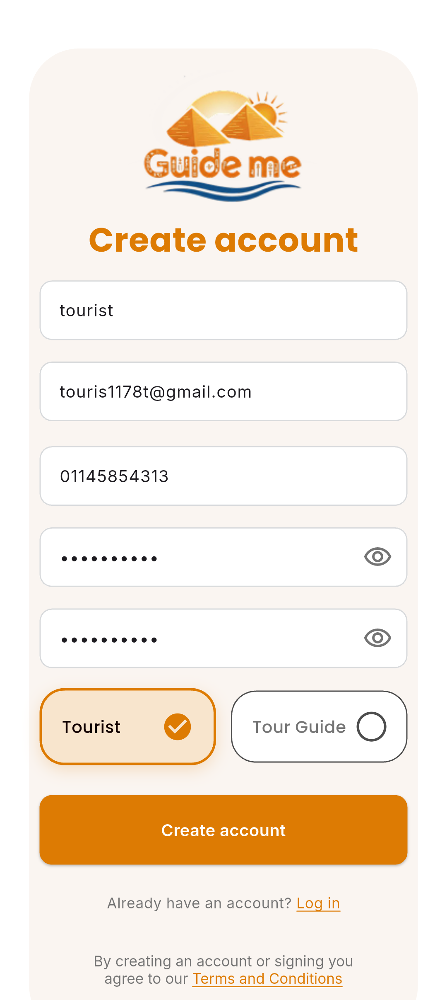 Guide me
Create account
tourist
touris1178t@gmail.com
01145854313
••••••••••
••••••••••
Tourist
Tour Guide
Create account
Already have an account? Log in
By creating an account or signing you
agree to our Terms and Conditions